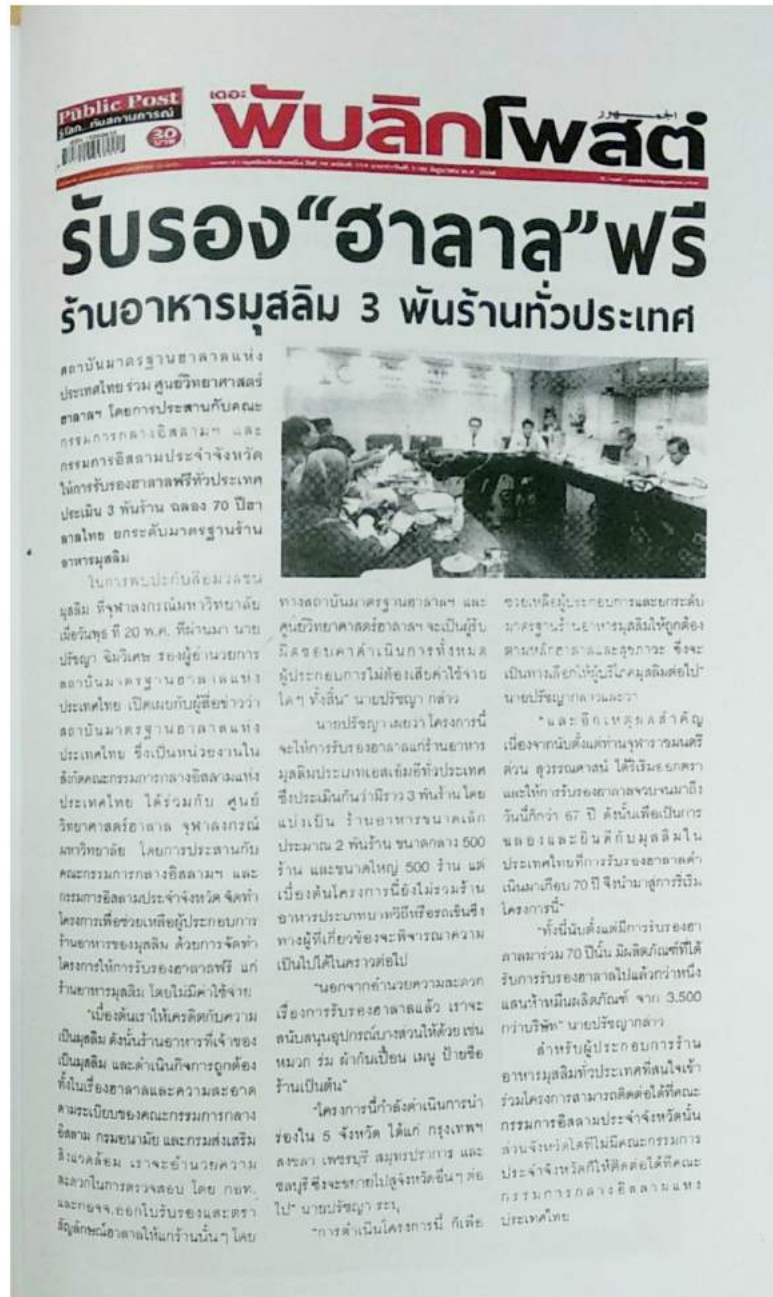 Public Post
รู้โลก...ทันสถานการณ์
30
บาท
เดอะ
พับลิกโพสต์
รับรอง“ฮาลาล”ฟรี
ร้านอาหารมุสลิม 3 พันร้านทั่วประเทศ
สถาบันมาตรฐานฮาลาลแห่ง
ประเทศไทย ร่วม ศูนย์วิทยาศาสตร์
ฮาลาลฯ โดยการประสานกับคณะ
กรรมการกลางอิสลามฯ และ
กรรมการอิสลามประจำจังหวัด
ให้การรับรองฮาลาลฟรีทั่วประเทศ
ประเมิน 3 พันร้าน ฉลอง 70 ปีฮา
ลาลไทย ยกระดับมาตรฐานร้าน
อาหารมุสลิม
ในการพบปะกับสื่อมวลชน
มุสลิม ที่จุฬาลงกรณ์มหาวิทยาลัย
เมื่อวันพุธ ที่ 20 พ.ค. ที่ผ่านมา นาย
ปรัชญา ฉิมวิเศษ รองผู้อำนวยการ
สถาบันมาตรฐานฮาลาลแห่ง
ประเทศไทย เปิดเผยกับผู้สื่อข่าวว่า
สถาบันมาตรฐานฮาลาลแห่ง
ประเทศไทย ซึ่งเป็นหน่วยงานใน
สังกัดคณะกรรมการกลางอิสลามแห่ง
ประเทศไทย ได้ร่วมกับ ศูนย์
วิทยาศาสตร์ฮาลาล จุฬาลงกรณ์
มหาวิทยาลัย โดยการประสานกับ
คณะกรรมการกลางอิสลามฯ และ
กรรมการอิสลามประจำจังหวัด จัดทำ
โครงการเพื่อช่วยเหลือผู้ประกอบการ
ร้านอาหารของมุสลิม ด้วยการจัดทำ
โครงการให้การรับรองฮาลาลฟรี แก่
ร้านอาหารมุสลิม โดยไม่มีค่าใช้จ่าย
“เบื้องต้นเราให้เครดิตกับความ
เป็นมุสลิม ดังนั้นร้านอาหารที่เจ้าของ
เป็นมุสลิม และดำเนินกิจการถูกต้อง
ทั้งในเรื่องฮาลาลและความสะอาด
ตามระเบียบของคณะกรรมการกลาง
อิสลาม กรมอนามัย และกรมส่งเสริม
สิ่งแวดล้อม เราจะอำนวยความ
สะดวกในการตรวจสอบ โดย กอท.
และกอจจ.ออกใบรับรองและตรา
สัญลักษณ์ฮาลาลให้แก่ร้านนั้นๆ โดย
ทางสถาบันมาตรฐานฮาลาลฯ และ
ศูนย์วิทยาศาสตร์ฮาลาลฯ จะเป็นผู้รับ
ผิดชอบค่าดำเนินการทั้งหมด
ผู้ประกอบการไม่ต้องเสียค่าใช้จ่าย
ใดๆ ทั้งสิ้น” นายปรัชญา กล่าว
นายปรัชญา เผยว่า โครงการนี้
จะให้การรับรองฮาลาลแก่ร้านอาหาร
มุสลิมประเภทเอสเอ็มอีทั่วประเทศ
ซึ่งประเมินกันว่ามีราว 3 พันร้าน โดย
แบ่งเป็น ร้านอาหารขนาดเล็ก
ประมาณ 2 พันร้าน ขนาดกลาง 500
ร้าน และขนาดใหญ่ 500 ร้าน แต่
เบื้องต้นโครงการนี้ยังไม่รวมร้าน
อาหารประเภทบาทวิถีหรือรถเข็นซึ่ง
ทางผู้ที่เกี่ยวข้องจะพิจารณาความ
เป็นไปได้ในคราวต่อไป
“นอกจากอำนวยความสะดวก
เรื่องการรับรองฮาลาลแล้ว เราจะ
สนับสนุนอุปกรณ์บางส่วนให้ด้วย เช่น
หมวก ร่ม ผ้ากันเปื้อน เมนู ป้ายชื่อ
ร้านเป็นต้น”
“โครงการนี้กำลังดำเนินการนำ
ร่องใน 5 จังหวัด ได้แก่ กรุงเทพฯ
สงขลา เพชรบุรี สมุทรปราการ และ
ชลบุรี ซึ่งจะขยายไปสู่จังหวัดอื่นๆ ต่อ
ไป” นายปรัชญา ระบุ
“การดำเนินโครงการนี้ ก็เพื่อ
ช่วยเหลือผู้ประกอบการและยกระดับ
มาตรฐานร้านอาหารมุสลิมให้ถูกต้อง
ตามหลักฮาลาลและสุขภาวะ ซึ่งจะ
เป็นทางเลือกให้ผู้บริโภคมุสลิมต่อไป”
นายปรัชญากล่าวและว่า
“และอีกเหตุผลสำคัญ
เนื่องจากนับตั้งแต่ท่านจุฬาราชมนตรี
ต่วน สุวรรณศาสน์ ได้ริเริ่มออกตรา
และให้การรับรองฮาลาลจวบจนมาถึง
วันนี้กว่า 67 ปี ดังนั้นเพื่อเป็นการ
ฉลองและยินดีกับมุสลิมใน
ประเทศไทยที่การรับรองฮาลาลดำ
เนินมาเกือบ 70 ปี จึงนำมาสู่การริเริ่ม
โครงการนี้”
“ทั้งนี้นับตั้งแต่มีการรับรองฮา
ลาลมารวม 70 ปีนั้น มีผลิตภัณฑ์ที่ได้
รับการรับรองฮาลาลไปแล้วกว่าหนึ่ง
แสนห้าหมื่นผลิตภัณฑ์ จาก 3,500
กว่าบริษัท” นายปรัชญากล่าว
สำหรับผู้ประกอบการร้าน
อาหารมุสลิมทั่วประเทศที่สนใจเข้า
ร่วมโครงการสามารถติดต่อได้ที่คณะ
กรรมการอิสลามประจำจังหวัดนั้น
ส่วนจังหวัดใดที่ไม่มีคณะกรรมการ
ประจำจังหวัดก็ให้ติดต่อได้ที่คณะ
กรรมการกลางอิสลามแห่ง
ประเทศไทย